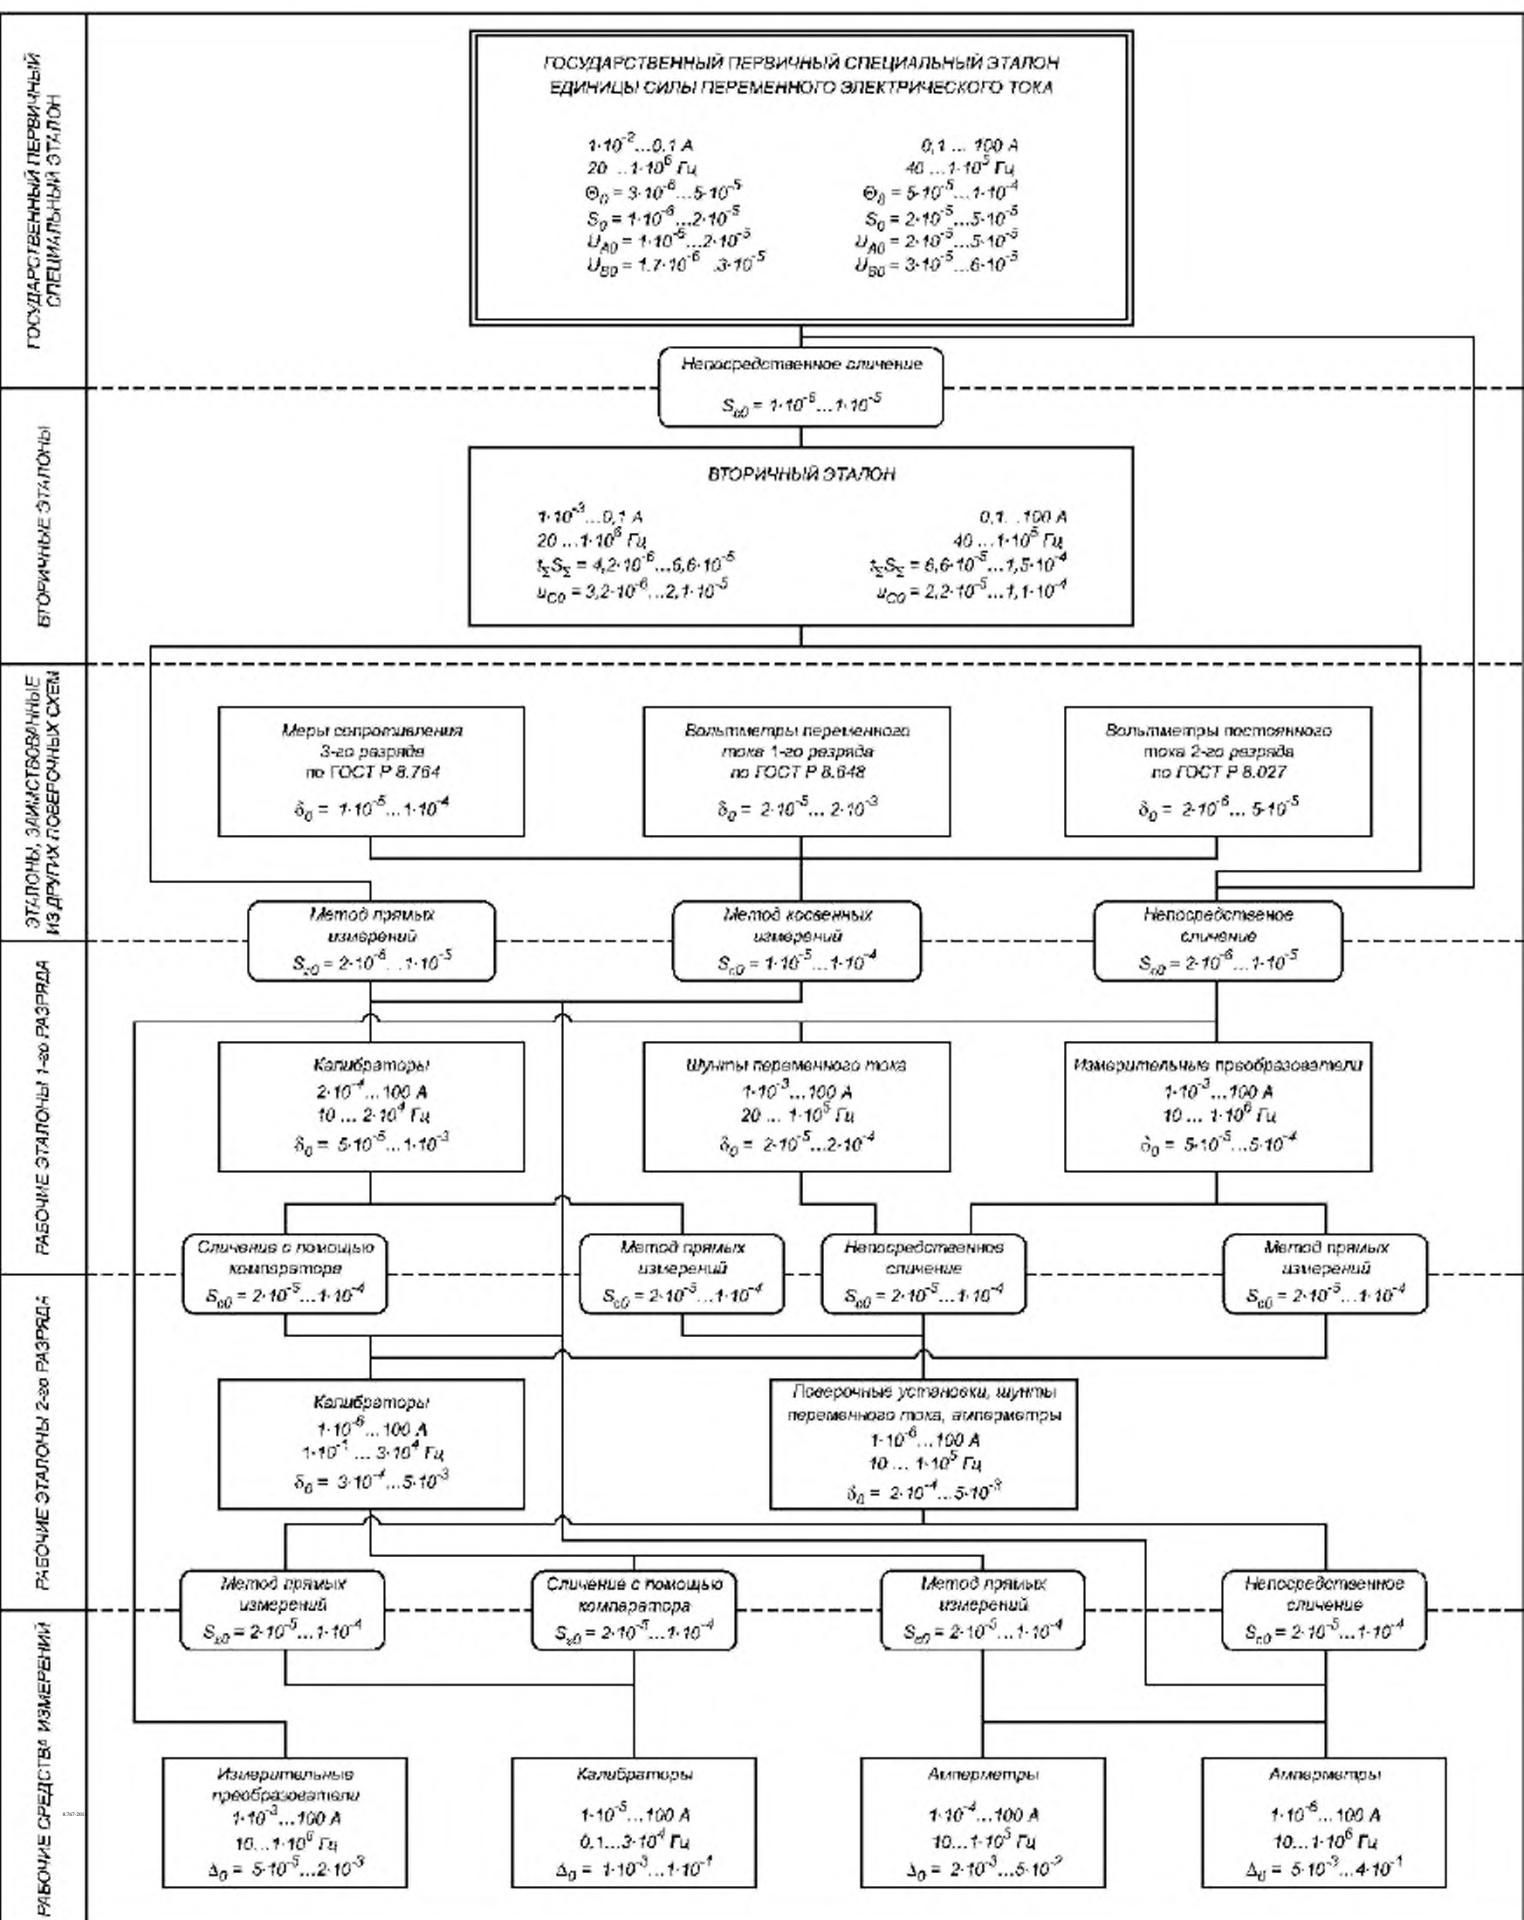 ГОСУДАРСТВЕННЫЙ ПЕРВИЧНЫЙ
СПЕЦИАЛЬНЫЙ ЭТАЛОН
ГОСУДАРСТВЕННЫЙ ПЕРВИЧНЫЙ СПЕЦИАЛЬНЫЙ ЭТАЛОН
ЕДИНИЦЫ СИЛЫ ПЕРЕМЕННОГО ЭЛЕКТРИЧЕСКОГО ТОКА
1·10⁻²...0,1 А
20 ...1·10⁶ Гц
Θ₀ = 3·10⁻⁶...5·10⁻⁵
S₀ = 1·10⁻⁶...2·10⁻⁵
U_A0 = 1·10⁻⁶...2·10⁻⁵
U_B0 = 1.7·10⁻⁶ .3·10⁻⁵
0,1 ... 100 А
40 ...1·10⁵ Гц
Θ₀ = 5·10⁻⁵...1·10⁻⁴
S₀ = 2·10⁻⁵...5·10⁻⁵
U_A0 = 2·10⁻⁵...5·10⁻⁵
U_B0 = 3·10⁻⁵...6·10⁻⁵
Непосредственное сличение
S_c0 = 1·10⁻⁶...1·10⁻⁵
ВТОРИЧНЫЕ ЭТАЛОНЫ
ВТОРИЧНЫЙ ЭТАЛОН
1·10⁻³...0,1 А
20 ...1·10⁶ Гц
t_ΣS_Σ = 4,2·10⁻⁶...6,6·10⁻⁵
u_C0 = 3,2·10⁻⁶...2,1·10⁻⁵
0,1. .100 А
40 ...1·10⁵ Гц
t_ΣS_Σ = 6,6·10⁻⁵...1,5·10⁻⁴
u_C0 = 2,2·10⁻⁵...1,1·10⁻⁴
ЭТАЛОНЫ, ЗАИМСТВОВАННЫЕ
ИЗ ДРУГИХ ПОВЕРОЧНЫХ СХЕМ
Меры сопротивления
3-го разряда
по ГОСТ Р 8.764
δ₀ = 1·10⁻⁵...1·10⁻⁴
Вольтметры переменного
тока 1-го разряда
по ГОСТ Р 8.648
δ₀ = 2·10⁻⁵... 2·10⁻³
Вольтметры постоянного
тока 2-го разряда
по ГОСТ Р 8.027
δ₀ = 2·10⁻⁶... 5·10⁻⁵
Метод прямых
измерений
S_c0 = 2·10⁻⁶...1·10⁻⁵
Метод косвенных
измерений
S_c0 = 1·10⁻⁵...1·10⁻⁴
Непосредственое
сличение
S_c0 = 2·10⁻⁶...1·10⁻⁵
РАБОЧИЕ ЭТАЛОНЫ 1-го РАЗРЯДА
Калибраторы
2·10⁻⁴...100 А
10 ... 2·10⁴ Гц
δ₀ = 5·10⁻⁵...1·10⁻³
Шунты переменного тока
1·10⁻³...100 А
20 ... 1·10⁵ Гц
δ₀ = 2·10⁻⁵...2·10⁻⁴
Измерительные преобразователи
1·10⁻³...100 А
10 ... 1·10⁶ Гц
δ₀ = 5·10⁻⁵...5·10⁻⁴
Сличение с помощью
компаратора
S_c0 = 2·10⁻⁵...1·10⁻⁴
Метод прямых
измерений
S_c0 = 2·10⁻⁵...1·10⁻⁴
Непосредственное
сличение
S_c0 = 2·10⁻⁵...1·10⁻⁴
Метод прямых
измерений
S_c0 = 2·10⁻⁵...1·10⁻⁴
РАБОЧИЕ ЭТАЛОНЫ 2-го РАЗРЯДА
Калибраторы
1·10⁻⁶...100 А
1·10⁻¹ ... 3·10⁴ Гц
δ₀ = 3·10⁻⁴...5·10⁻³
Поверочные установки, шунты
переменного тока, амперметры
1·10⁻⁶...100 А
10 ... 1·10⁵ Гц
δ₀ = 2·10⁻⁴...5·10⁻³
Метод прямых
измерений
S_c0 = 2·10⁻⁵...1·10⁻⁴
Сличение с помощью
компаратора
S_c0 = 2·10⁻⁵...1·10⁻⁴
Метод прямых
измерений
S_c0 = 2·10⁻⁵...1·10⁻⁴
Непосредственное
сличение
S_c0 = 2·10⁻⁵...1·10⁻⁴
РАБОЧИЕ СРЕДСТВА ИЗМЕРЕНИЙ
Измерительные
преобразователи
1·10⁻³...100 А
10...1·10⁶ Гц
Δ₀ = 5·10⁻⁵...2·10⁻³
Калибраторы
1·10⁻⁵...100 А
0,1...3·10⁴ Гц
Δ₀ = 1·10⁻³...1·10⁻¹
Амперметры
1·10⁻⁴...100 А
10...1·10⁵ Гц
Δ₀ = 2·10⁻³...5·10⁻²
Амперметры
1·10⁻⁶...100 А
10...1·10⁶ Гц
Δ₀ = 5·10⁻³...4·10⁻¹